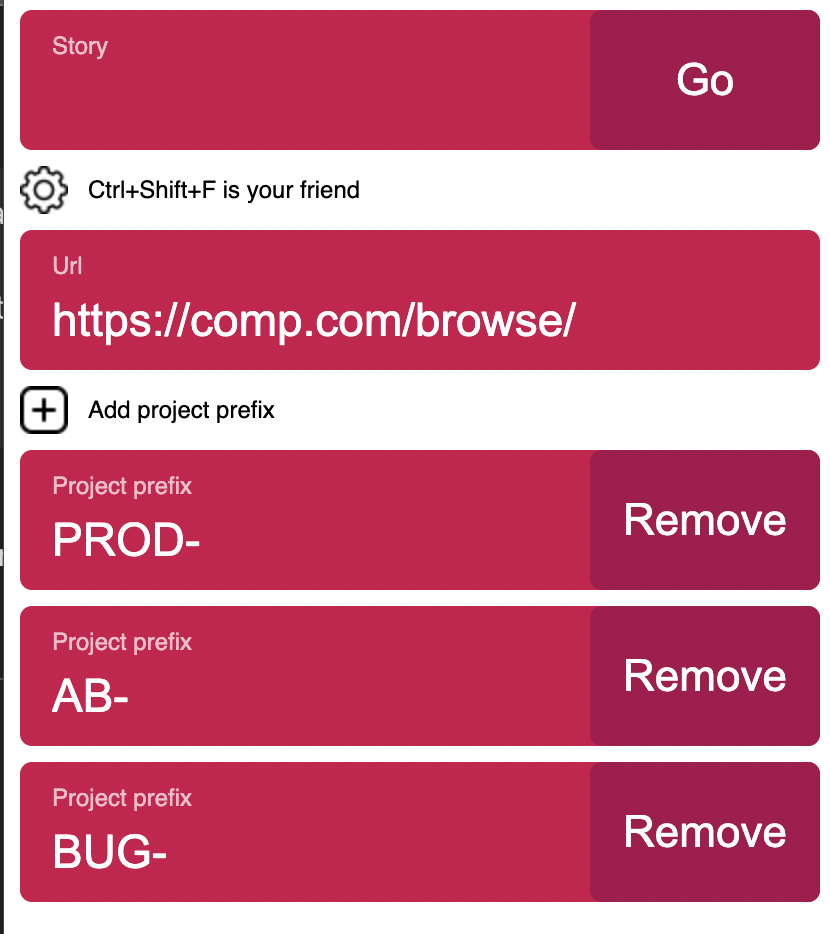 Story
Go
Ctrl+Shift+F is your friend
Url
https://comp.com/browse/
Add project prefix
Project prefix
PROD-
Remove
Project prefix
AB-
Remove
Project prefix
BUG-
Remove